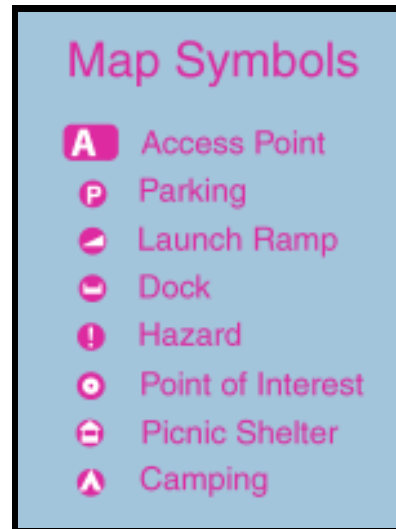 Map Symbols
A Access Point
P Parking
Launch Ramp
Dock
! Hazard
Point of Interest
Picnic Shelter
Camping